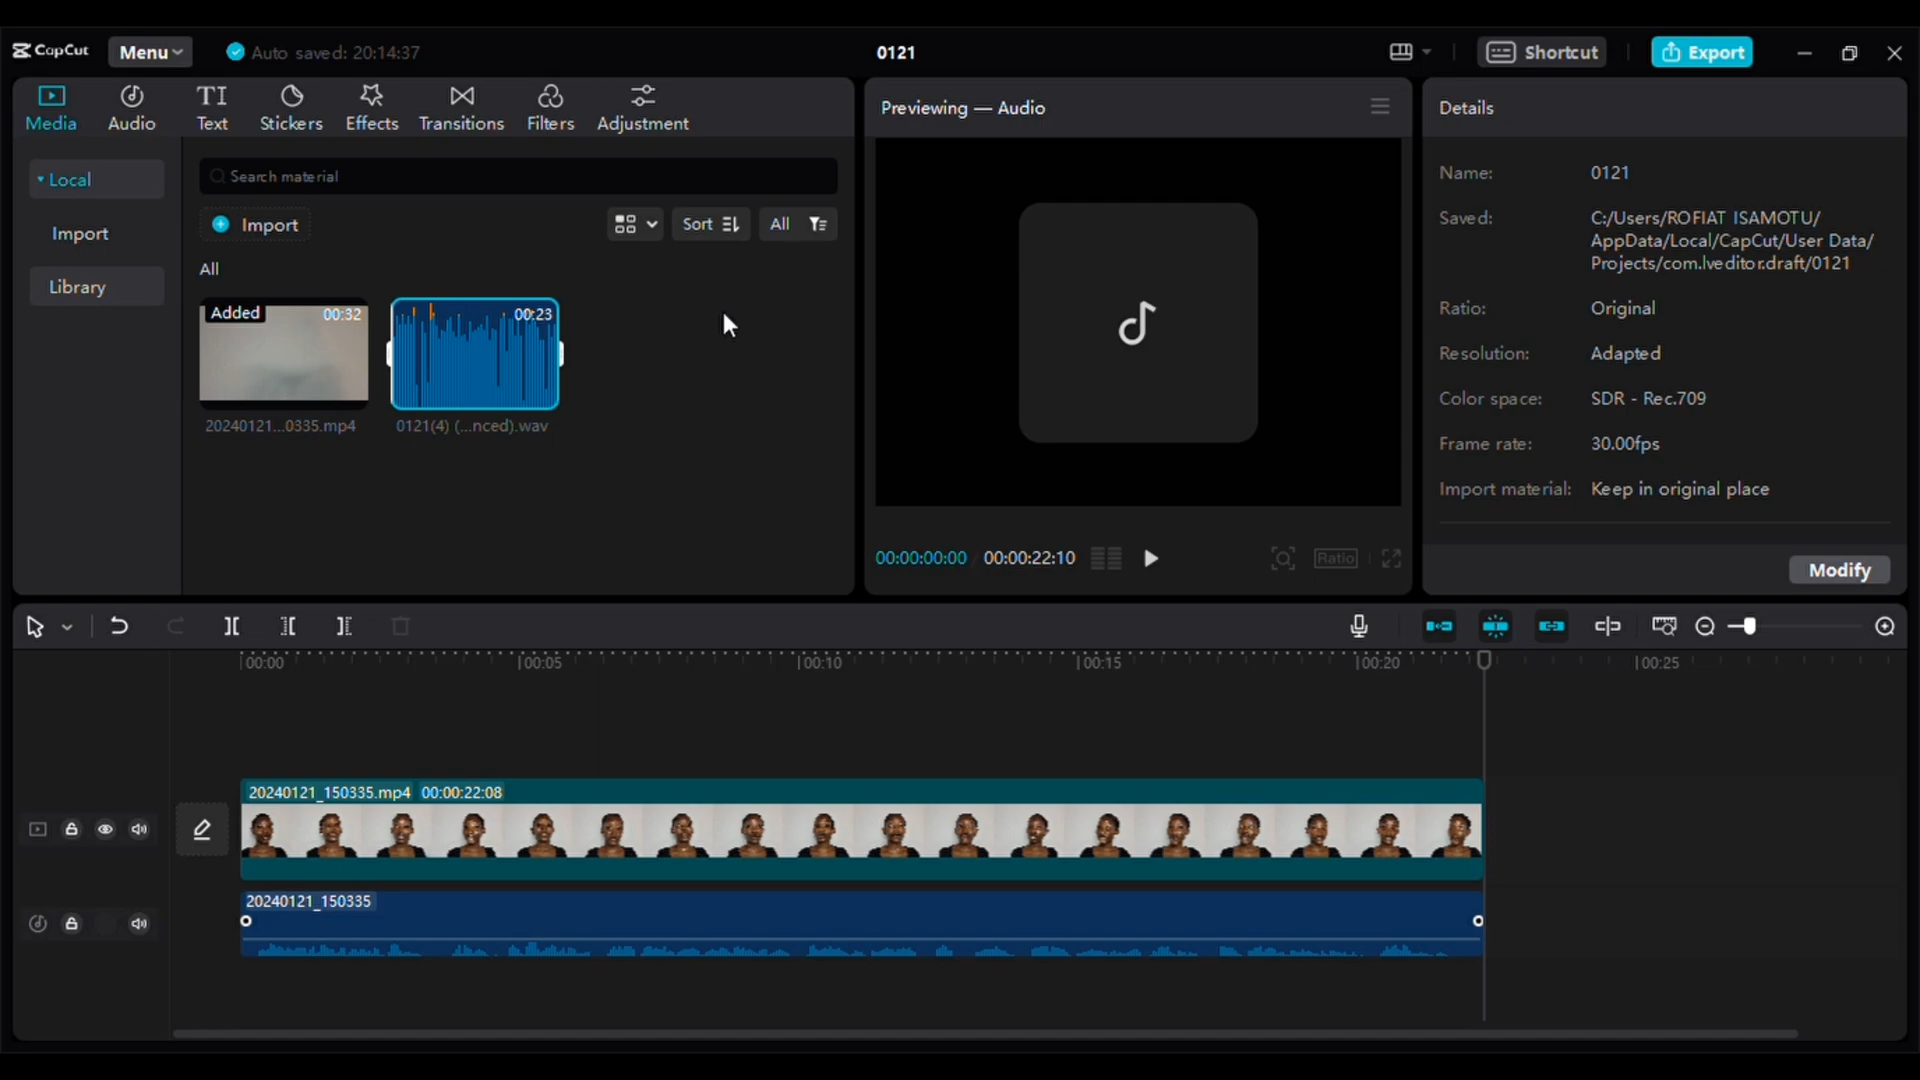 CapCut
Menu
Auto saved: 20:14:37
0121
Shortcut
Export
Media
Audio
TI
Text
Stickers
Effects
Transitions
Filters
Adjustment
Previewing — Audio
Details
Local
Import
Library
Search material
Import
Sort
All
All
Added
00:32
00:23
20240121...0335.mp4
0121(4) (...nced).wav
Name: 0121
Saved: C:/Users/ROFIAT ISAMOTU/
AppData/Local/CapCut/User Data/
Projects/com.lveditor.draft/0121
Ratio: Original
Resolution: Adapted
Color space: SDR - Rec.709
Frame rate: 30.00fps
Import material: Keep in original place
Modify
00:00:00:00
00:00:22:10
Ratio
00:00
00:05
00:10
00:15
00:20
00:25
20240121_150335.mp4 00:00:22:08
20240121_150335